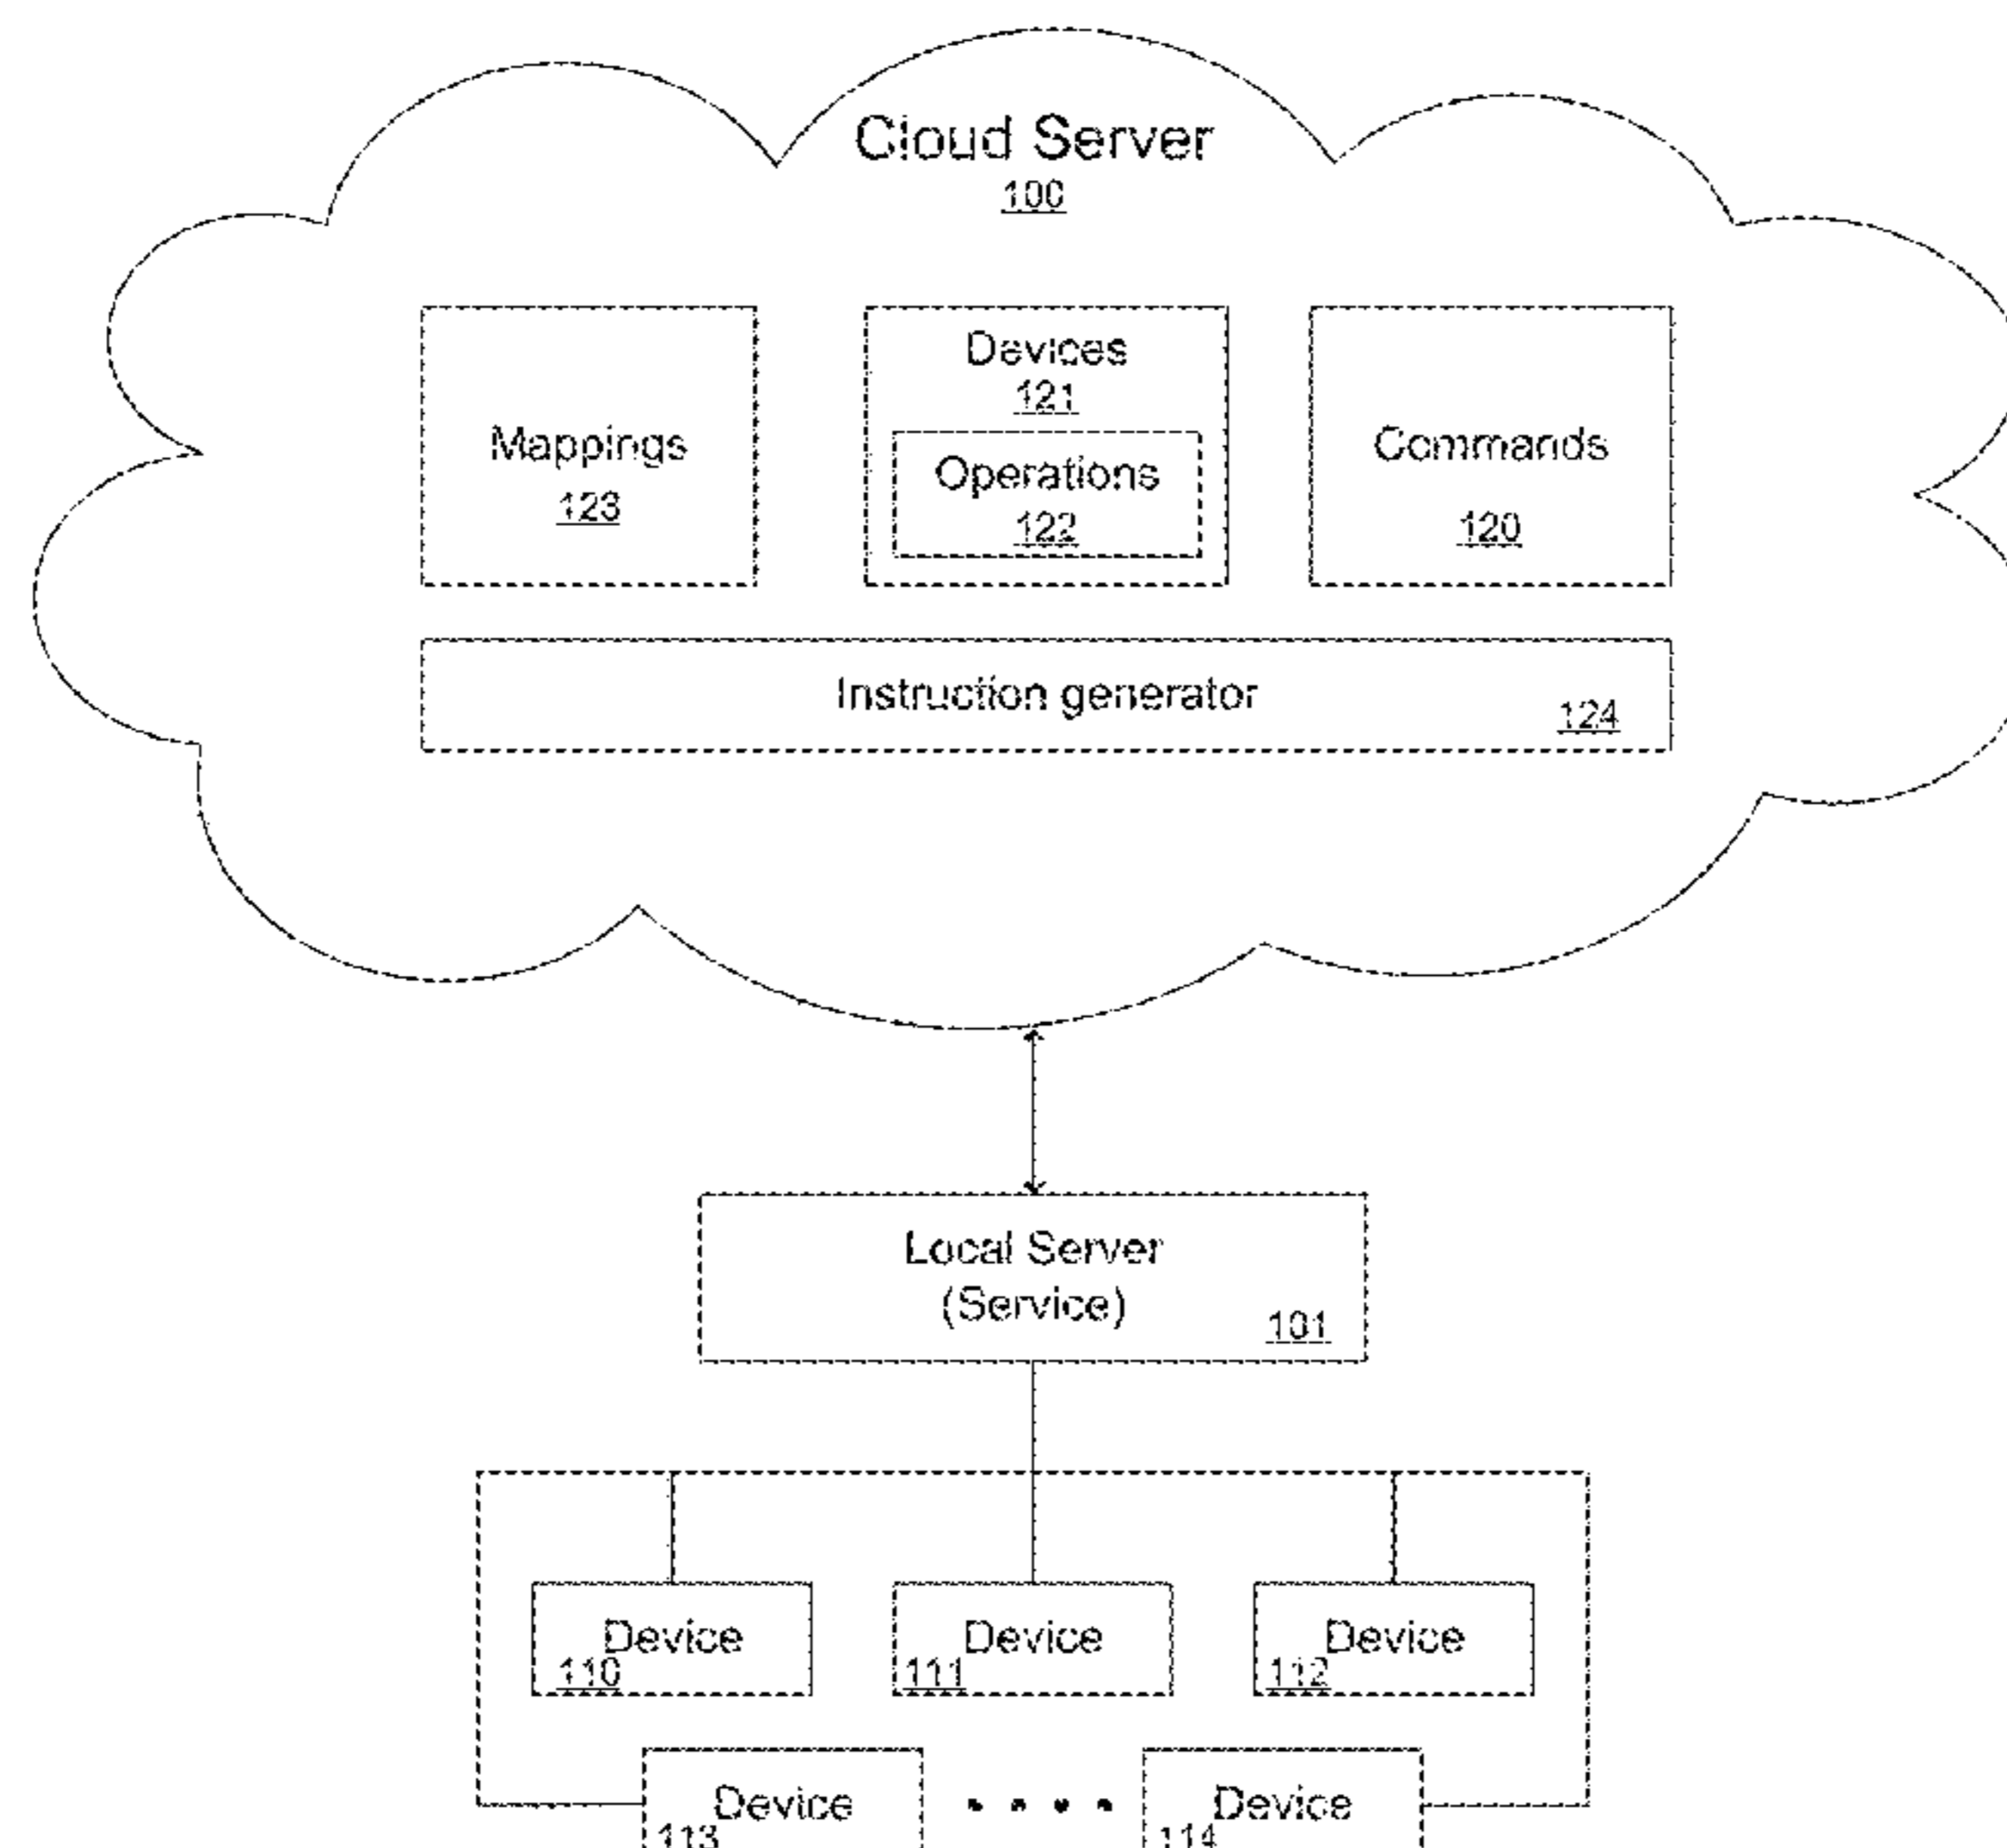 Cloud Server
100
Mappings
123
Devices
121
Operations
122
Commands
120
Instruction generator
124
Local Server
(Service)
101
Device
110
Device
111
Device
112
Device
113
Device
114